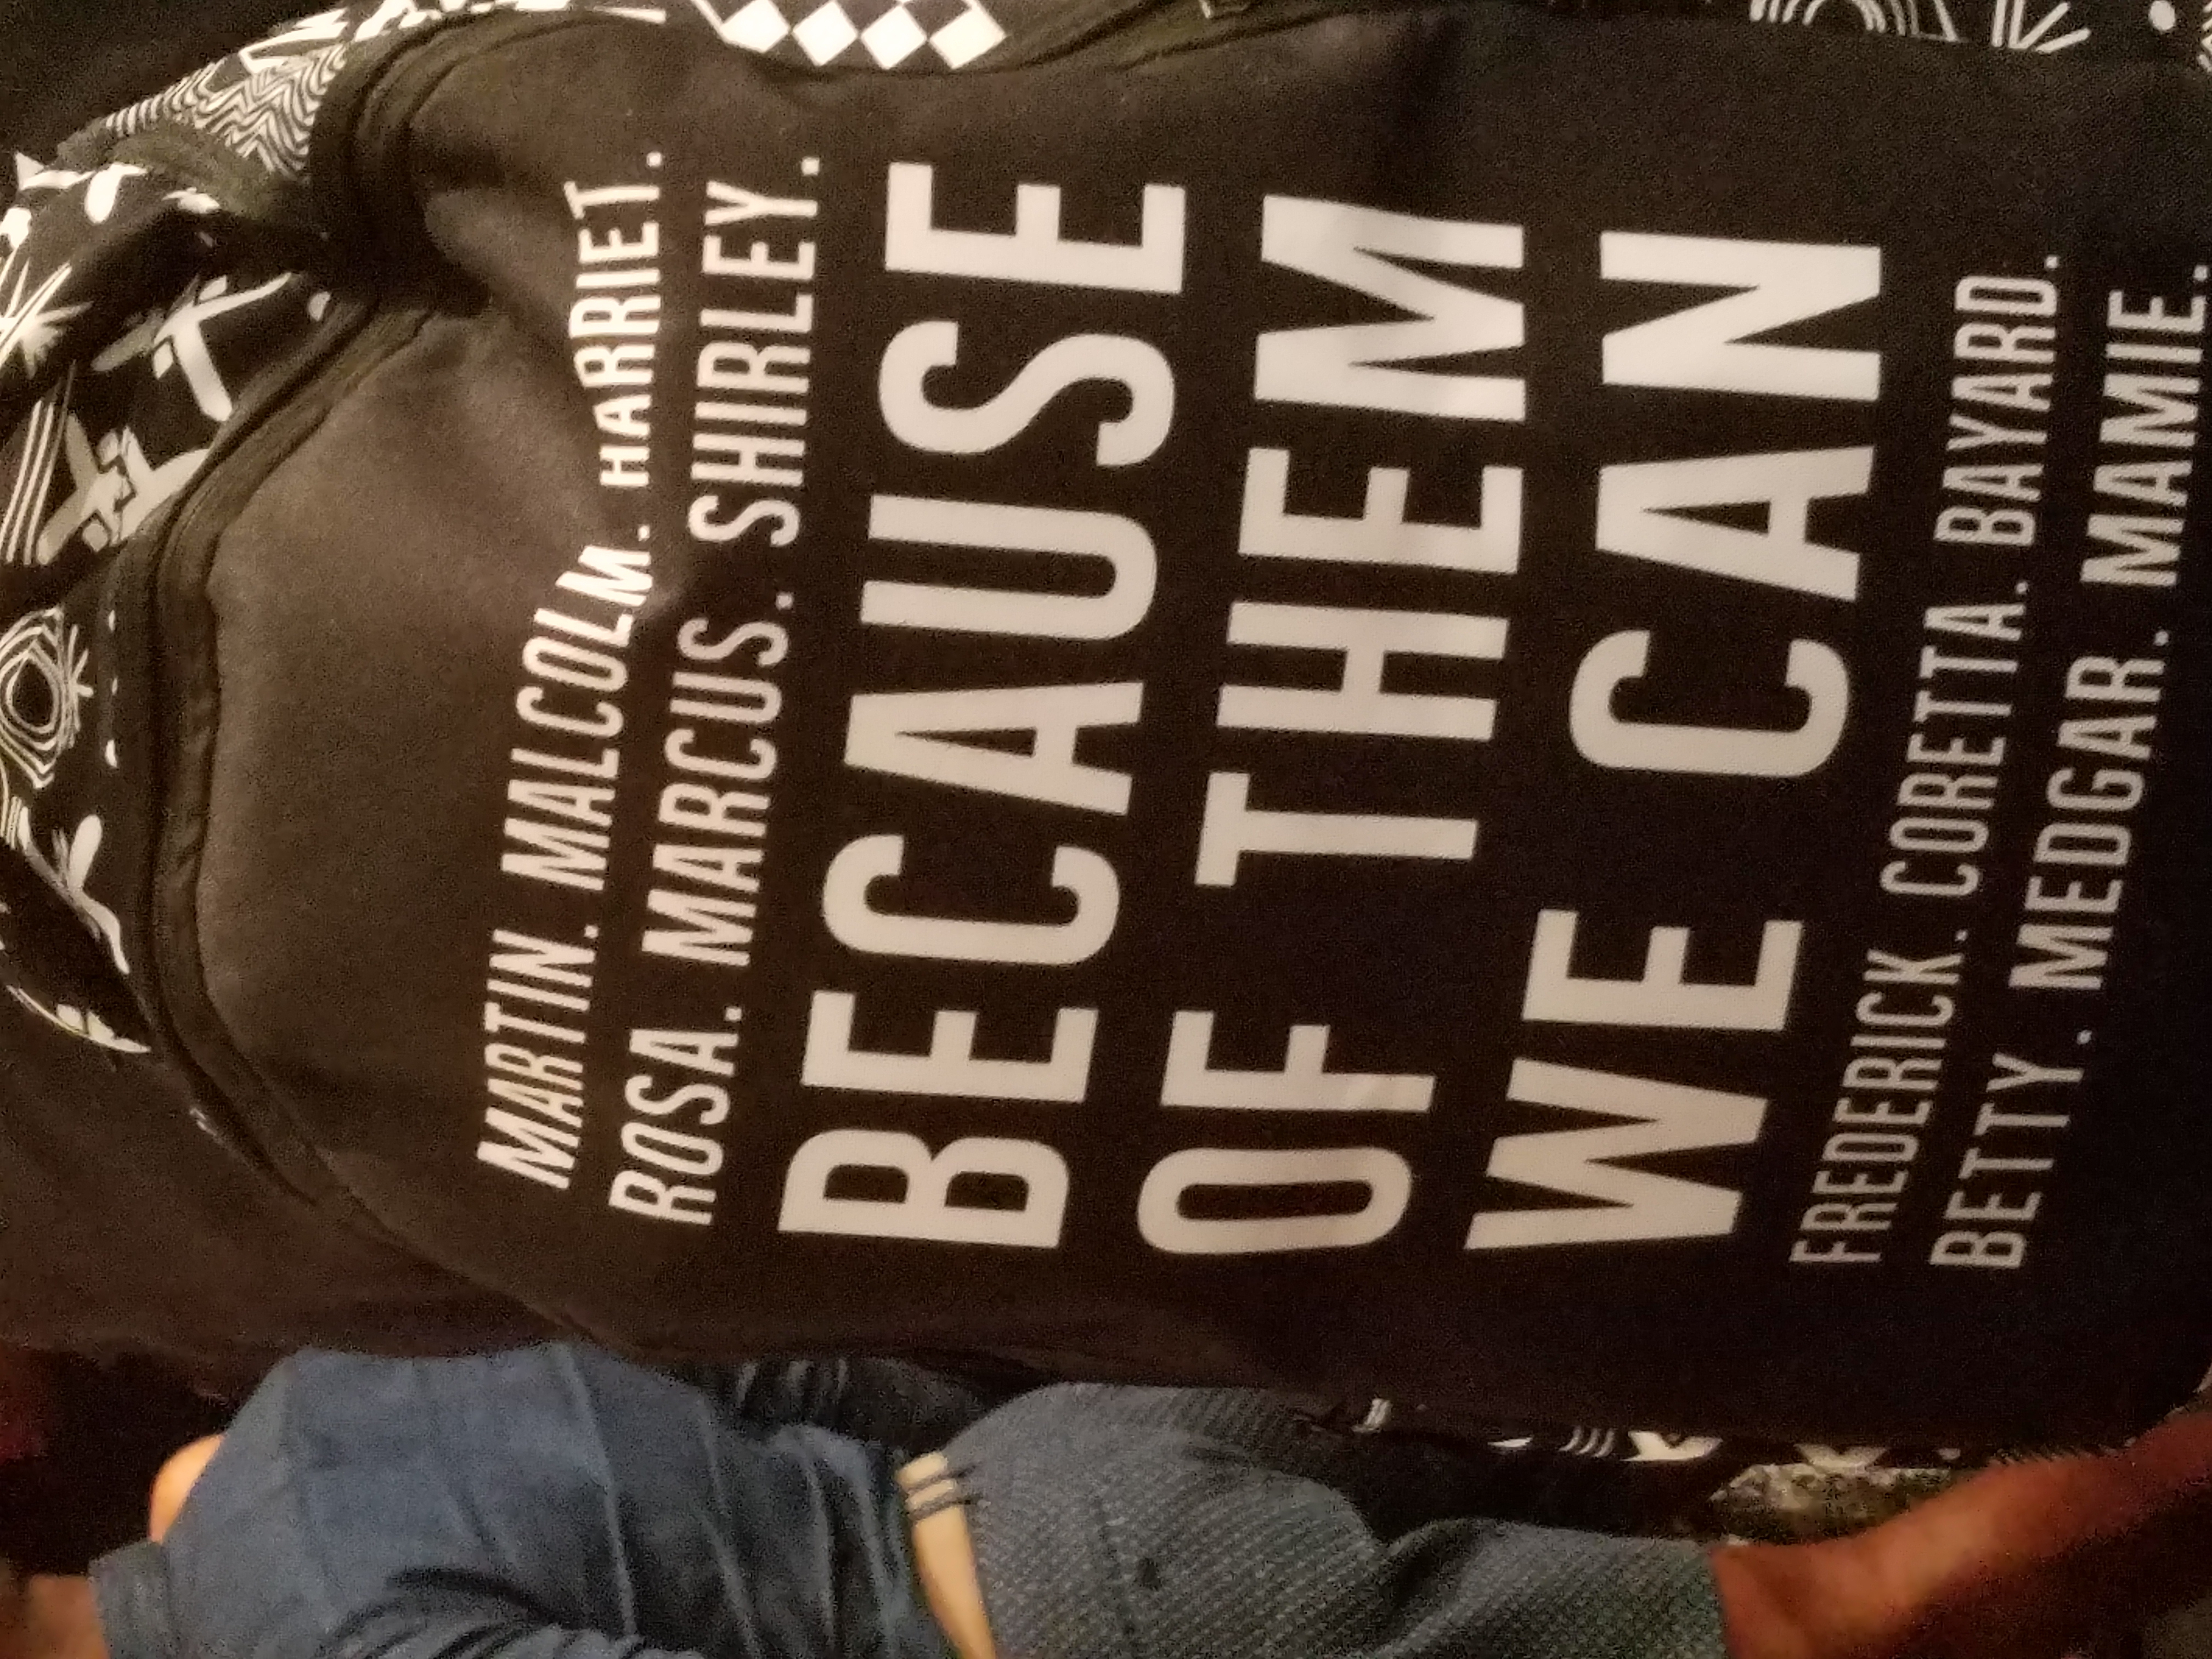 MARTIN. MALCOLM. HARRIET.
ROSA. MARCUS. SHIRLEY.
BECAUSE
OF THEM
WE CAN
FREDERICK. CORETTA. BAYARD.
BETTY. MEDGAR. MAMIE.